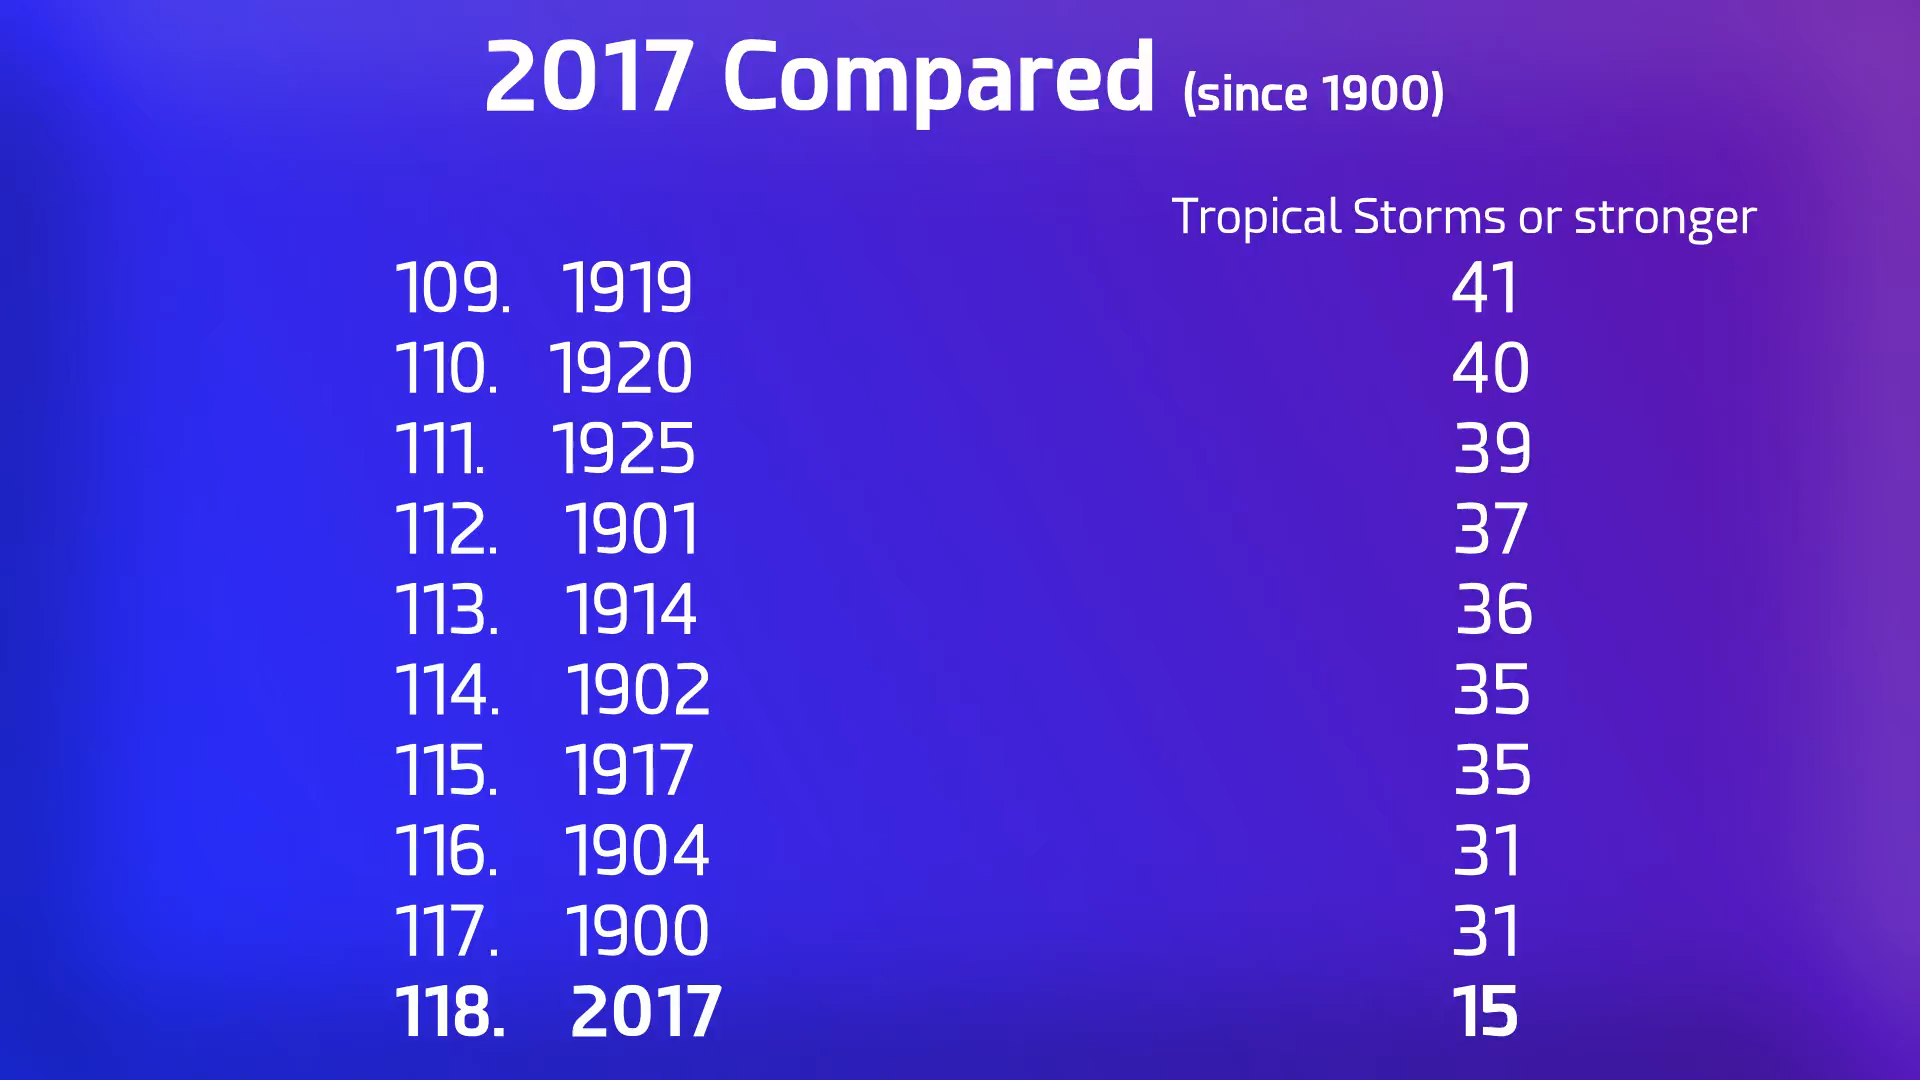 2017 Compared (since 1900)
Tropical Storms or stronger
109. 1919 41
110. 1920 40
111. 1925 39
112. 1901 37
113. 1914 36
114. 1902 35
115. 1917 35
116. 1904 31
117. 1900 31
118. 2017 15